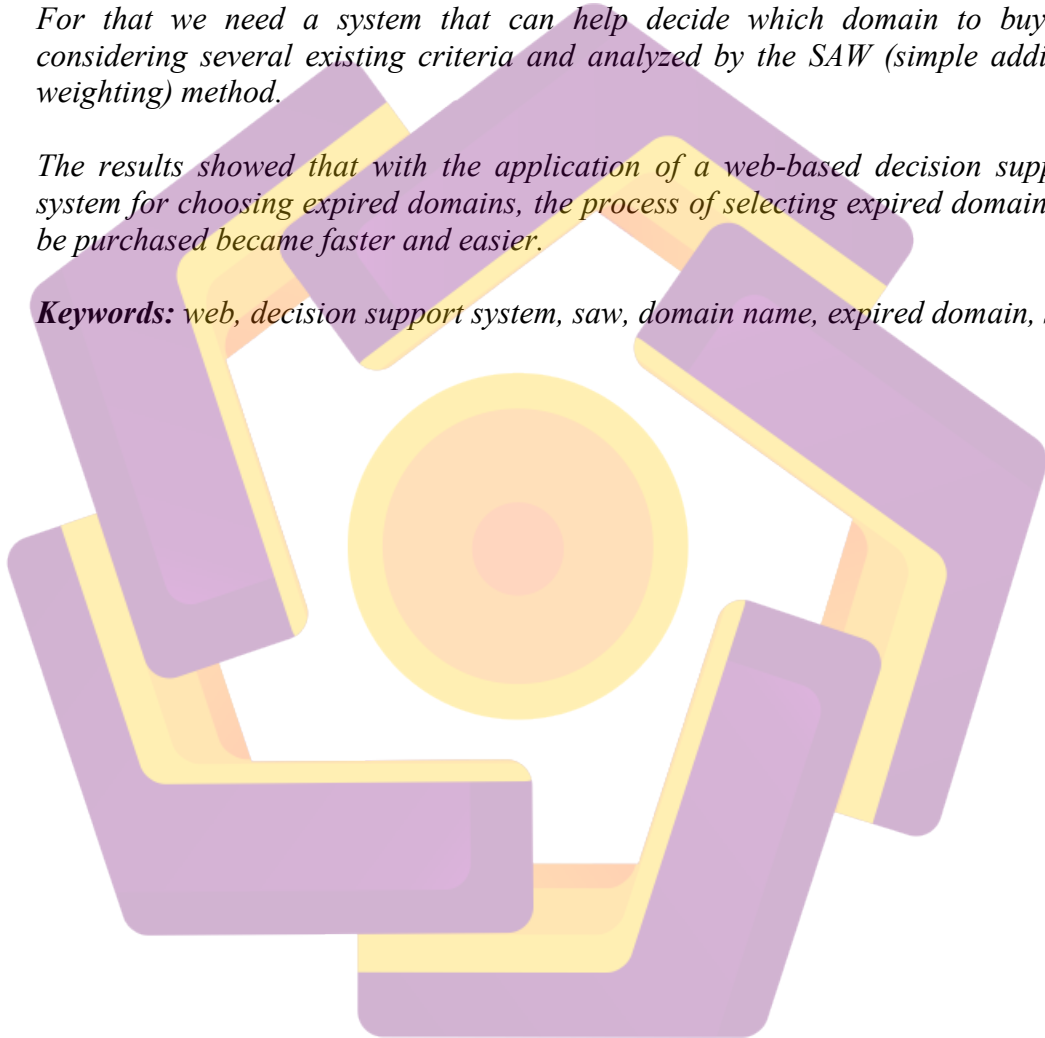 For that we need a system that can help decide which domain to buy
considering several existing criteria and analyzed by the SAW (simple addi
weighting) method.
The results showed that with the application of a web-based decision supp
system for choosing expired domains, the process of selecting expired domain
be purchased became faster and easier.
Keywords: web, decision support system, saw, domain name, expired domain,